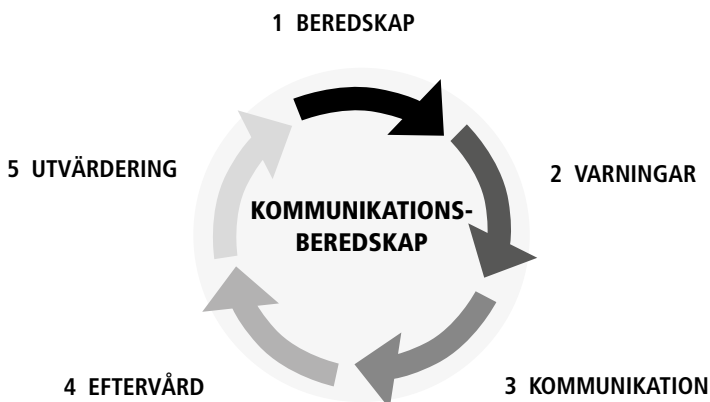 1 BEREDSKAP
2 VARNINGAR
3 KOMMUNIKATION
4 EFTERVÅRD
5 UTVÄRDERING
KOMMUNIKATIONS-
BEREDSKAP